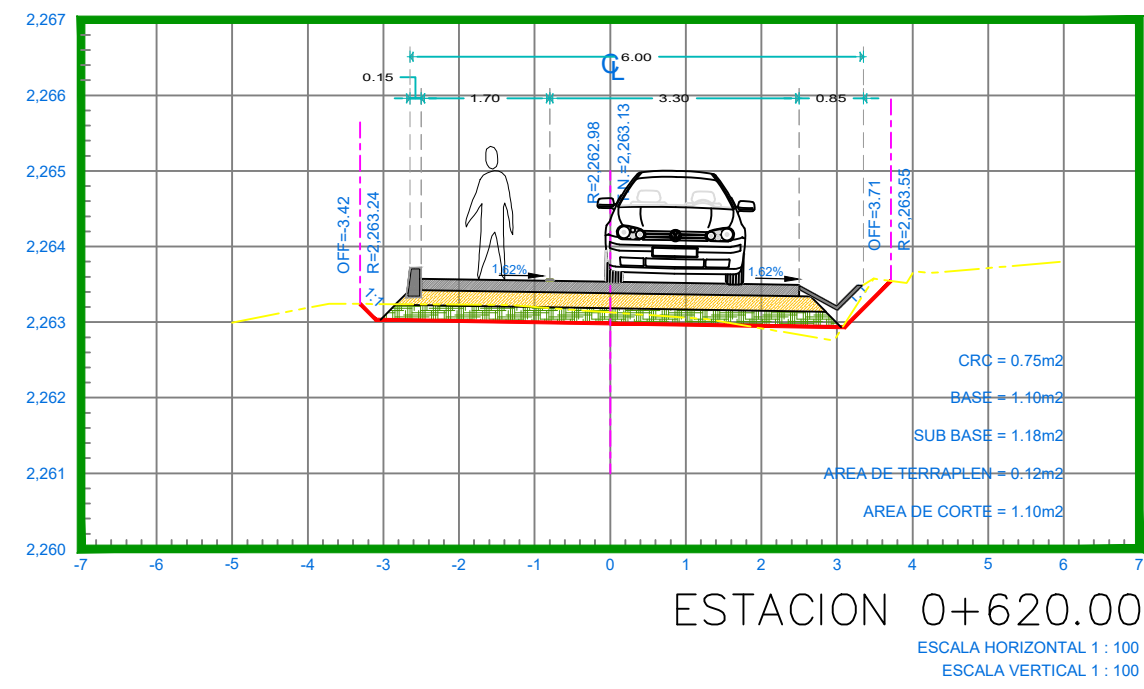 2,267
2,266
2,265
2,264
2,263
2,262
2,261
2,260
-7
-6
-5
-4
-3
-2
-1
0
1
2
3
4
5
6
7
6.00
CL
0.15
1.70
3.30
0.85
R=2,262.98
N.=2,263.13
OFF=-3.42
R=2,263.24
OFF=3.71
R=2,263.55
1.62%
1.62%
1:1
CRC = 0.75m2
BASE = 1.10m2
SUB BASE = 1.18m2
AREA DE TERRAPLEN = 0.12m2
AREA DE CORTE = 1.10m2
ESTACION 0+620.00
ESCALA HORIZONTAL 1 : 100
ESCALA VERTICAL 1 : 100